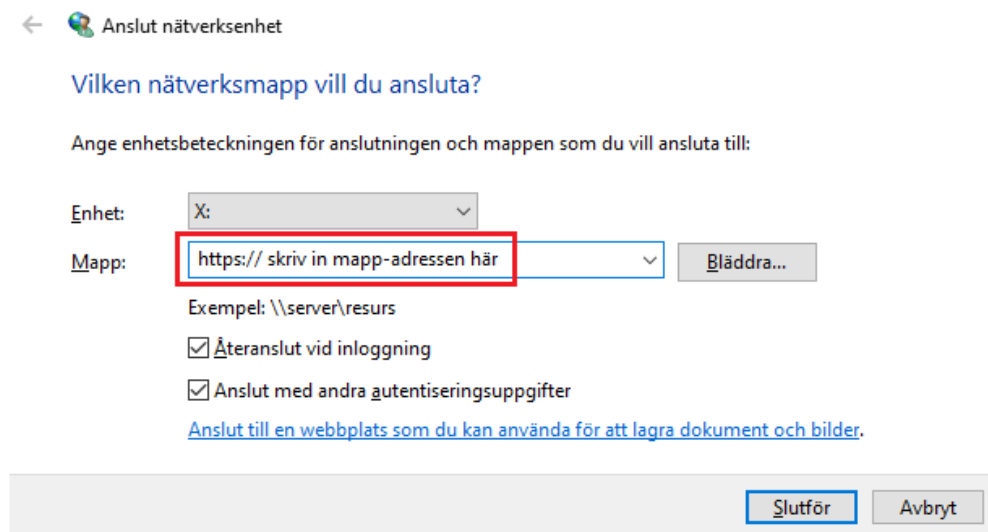 Anslut nätverksenhet
Vilken nätverksmapp vill du ansluta?
Ange enhetsbeteckningen för anslutningen och mappen som du vill ansluta till:
Enhet: X:
Mapp: https:// skriv in mapp-adressen här Bläddra...
Exempel: \\server\resurs
Återanslut vid inloggning
Anslut med andra autentiseringsuppgifter
Anslut till en webbplats som du kan använda för att lagra dokument och bilder.
Slutför Avbryt